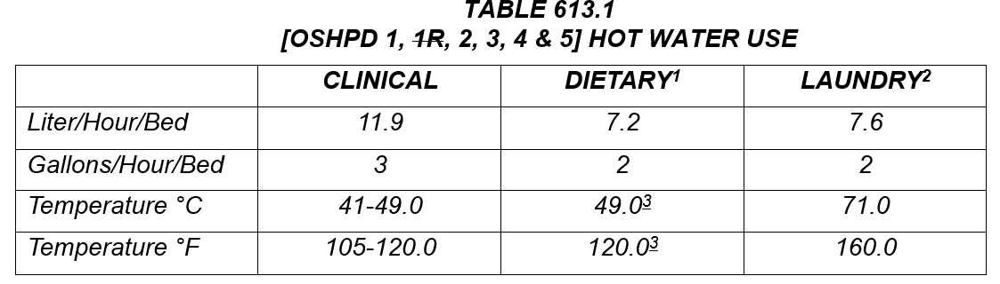 TABLE 613.1
[OSHPD 1, 1R, 2, 3, 4 & 5] HOT WATER USE
CLINICAL DIETARY¹ LAUNDRY²
Liter/Hour/Bed 11.9 7.2 7.6
Gallons/Hour/Bed 3 2 2
Temperature °C 41-49.0 49.0³ 71.0
Temperature °F 105-120.0 120.0³ 160.0